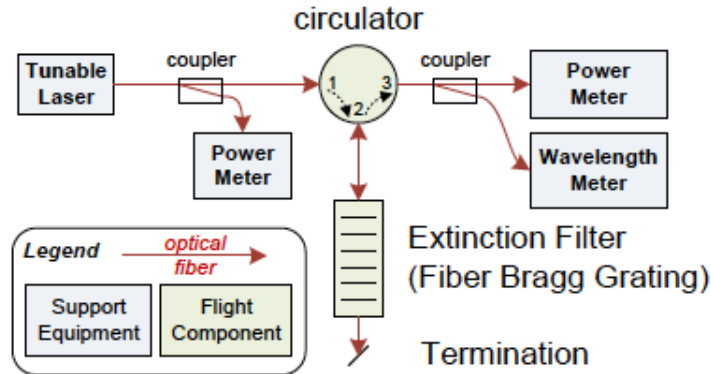 circulator
Tunable
Laser
coupler
1
2
3
coupler
Power
Meter
Power
Meter
Wavelength
Meter
Legend
optical
fiber
Support
Equipment
Flight
Component
Extinction Filter
(Fiber Bragg Grating)
Termination